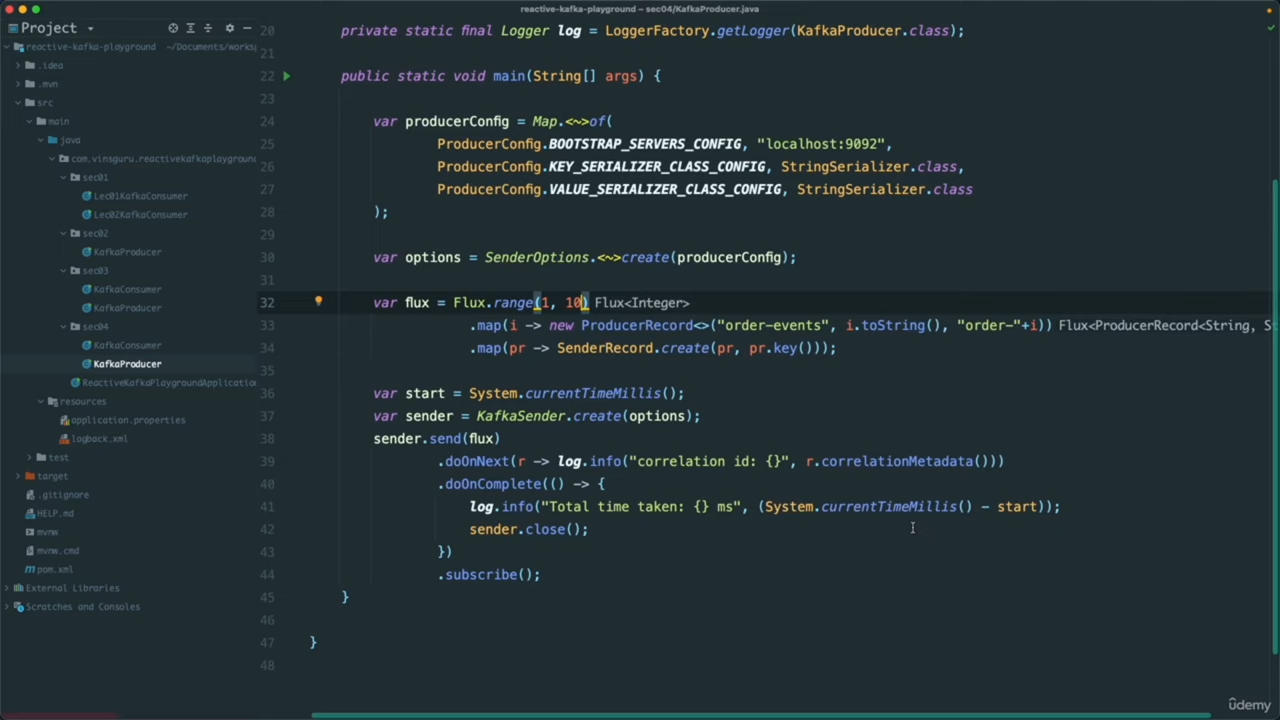 reactive-kafka-playground – sec04/KafkaProducer.java
Project
reactive-kafka-playground ~/Documents/works
.idea
.mvn
src
main
java
com.vinsguru.reactivekafkaplayground
sec01
Lec01KafkaConsumer
Lec02KafkaConsumer
sec02
KafkaProducer
sec03
KafkaConsumer
KafkaProducer
sec04
KafkaConsumer
KafkaProducer
ReactiveKafkaPlaygroundApplication
resources
application.properties
logback.xml
test
target
.gitignore
HELP.md
mvnw
mvnw.cmd
pom.xml
External Libraries
Scratches and Consoles
20 private static final Logger log = LoggerFactory.getLogger(KafkaProducer.class);
21
22 public static void main(String[] args) {
23
24 var producerConfig = Map.<~>of(
25 ProducerConfig.BOOTSTRAP_SERVERS_CONFIG, "localhost:9092",
26 ProducerConfig.KEY_SERIALIZER_CLASS_CONFIG, StringSerializer.class,
27 ProducerConfig.VALUE_SERIALIZER_CLASS_CONFIG, StringSerializer.class
28 );
29
30 var options = SenderOptions.<~>create(producerConfig);
31
32 var flux = Flux.range(1, 10) Flux<Integer>
33 .map(i -> new ProducerRecord<>("order-events", i.toString(), "order-"+i)) Flux<ProducerRecord<String, St
34 .map(pr -> SenderRecord.create(pr, pr.key()));
35
36 var start = System.currentTimeMillis();
37 var sender = KafkaSender.create(options);
38 sender.send(flux)
39 .doOnNext(r -> log.info("correlation id: {}", r.correlationMetadata()))
40 .doOnComplete(() -> {
41 log.info("Total time taken: {} ms", (System.currentTimeMillis() - start));
42 sender.close();
43 })
44 .subscribe();
45 }
46
47 }
48
ûdemy